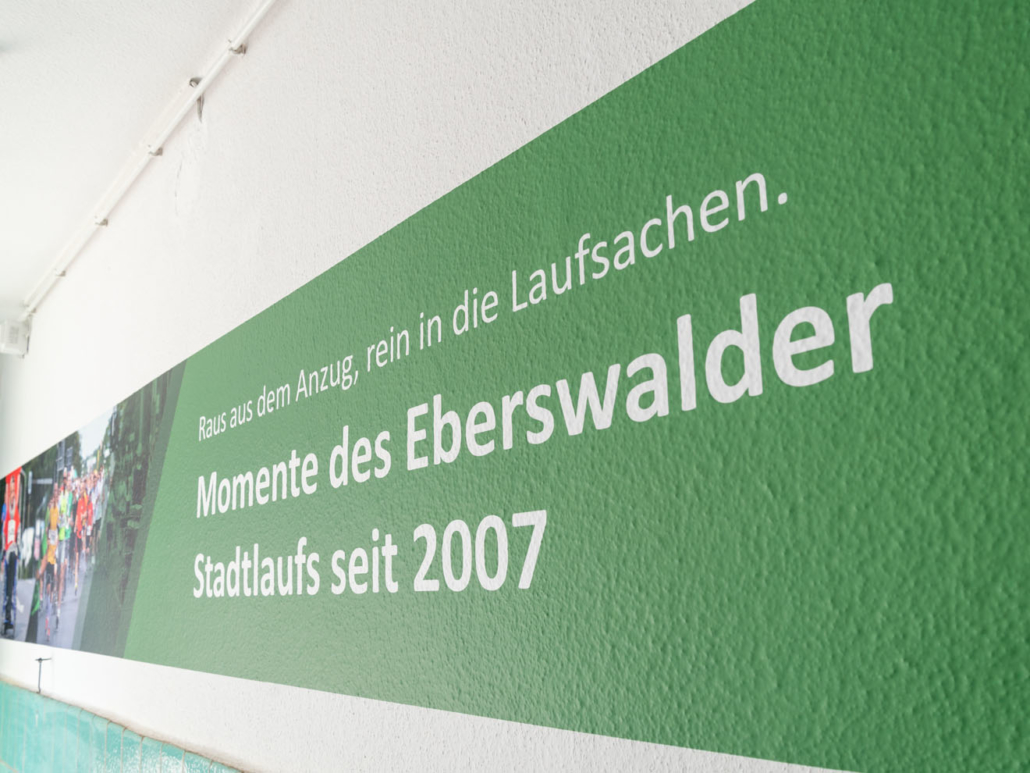 Raus aus dem Anzug, rein in die Laufsachen.
Momente des Eberswalder
Stadtlaufs seit 2007